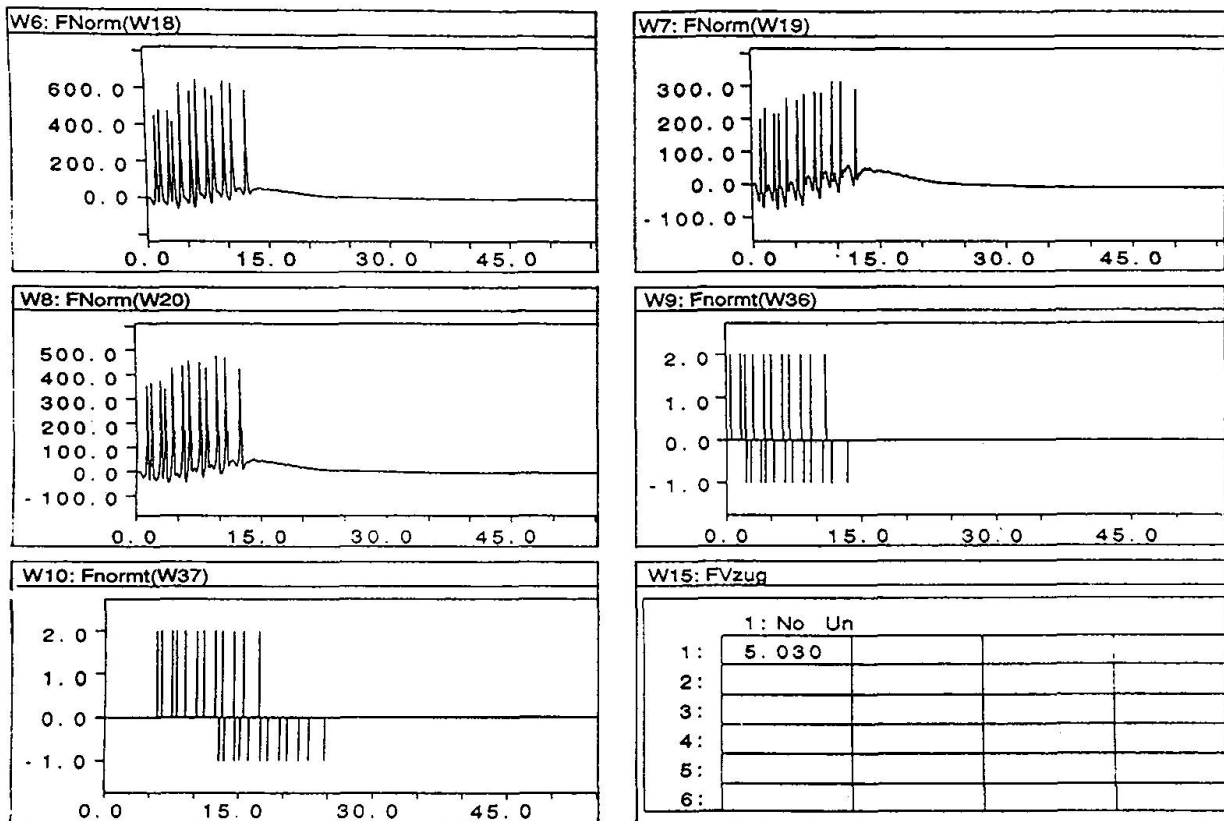 W6: FNorm(W18)
600.0
400.0
200.0
0.0
0.0 15.0 30.0 45.0
W7: FNorm(W19)
300.0
200.0
100.0
0.0
-100.0
0.0 15.0 30.0 45.0
W8: FNorm(W20)
500.0
400.0
300.0
200.0
100.0
0.0
-100.0
0.0 15.0 30.0 45.0
W9: Fnormt(W36)
2.0
1.0
0.0
-1.0
0.0 15.0 30.0 45.0
W10: Fnormt(W37)
2.0
1.0
0.0
-1.0
0.0 15.0 30.0 45.0
W15: FVzug
1: No Un
1: 5.030
2:
3:
4:
5:
6: